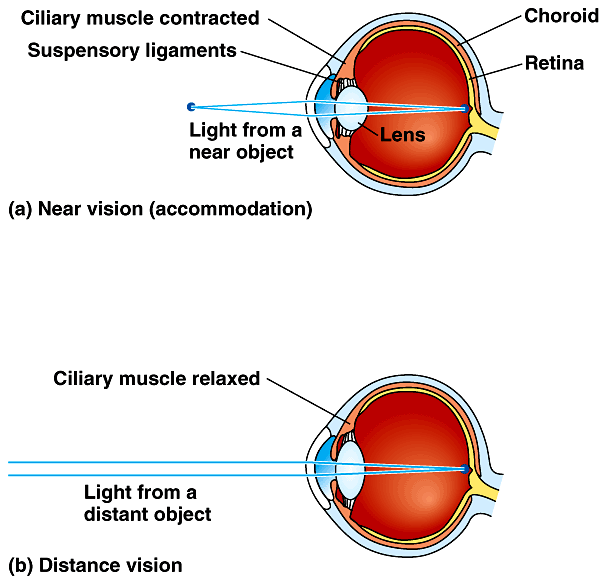 Ciliary muscle contracted
Choroid
Suspensory ligaments
Retina
Light from a
near object
Lens
(a) Near vision (accommodation)
Ciliary muscle relaxed
Light from a
distant object
(b) Distance vision